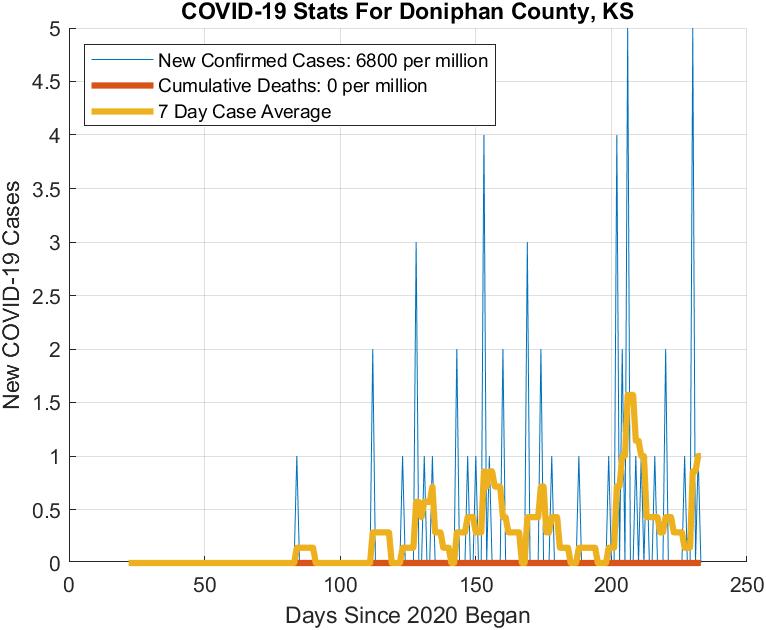 COVID-19 Stats For Doniphan County, KS
New Confirmed Cases: 6800 per million
Cumulative Deaths: 0 per million
7 Day Case Average
New COVID-19 Cases
5
4.5
4
3.5
3
2.5
2
1.5
1
0.5
0
0 50 100 150 200 250
Days Since 2020 Began